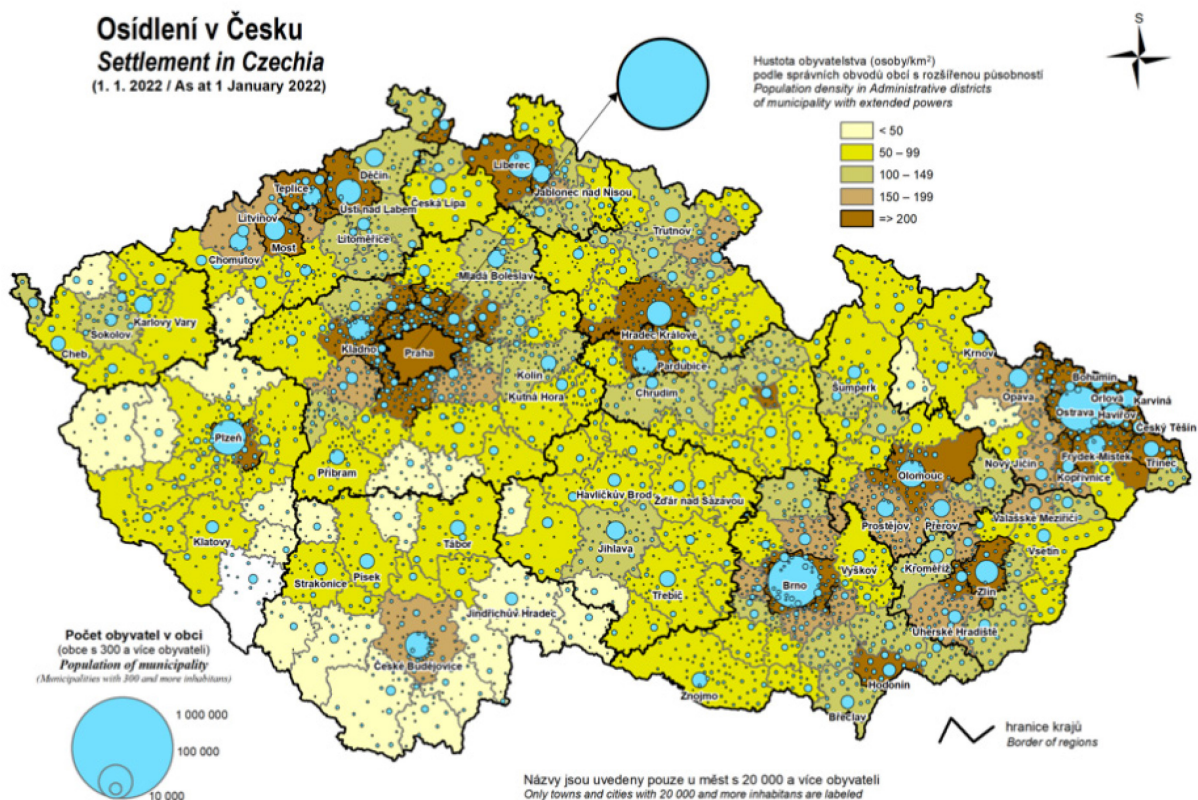 Osídlení v Česku
Settlement in Czechia
(1. 1. 2022 / As at 1 January 2022)
S
Hustota obyvatelstva (osoby/km²)
podle správních obvodů obcí s rozšířenou působností
Population density in Administrative districts
of municipality with extended powers
< 50
50 – 99
100 – 149
150 – 199
=> 200
Děčín
Liberec
Teplice
Ústí nad Labem
Česká Lípa
Jablonec nad Nisou
Litvínov
Trutnov
Most
Litoměřice
Chomutov
Mladá Boleslav
Karlovy Vary
Sokolov
Cheb
Hradec Králové
Kladno
Praha
Pardubice
Krnov
Kolín
Chrudim
Šumperk
Opava
Bohumín
Orlová
Karviná
Ostrava
Havířov
Kutná Hora
Český Těšín
Plzeň
Frýdek-Místek
Třinec
Příbram
Olomouc
Nový Jičín
Kopřivnice
Havlíčkův Brod
Žďár nad Sázavou
Prostějov
Přerov
Valašské Meziříčí
Klatovy
Tábor
Jihlava
Vsetín
Strakonice
Písek
Vyškov
Kroměříž
Brno
Třebíč
Zlín
Jindřichův Hradec
Uherské Hradiště
České Budějovice
Hodonín
Znojmo
Břeclav
Počet obyvatel v obci
(obce s 300 a více obyvateli)
Population of municipality
(Municipalities with 300 and more inhabitans)
1 000 000
100 000
10 000
hranice krajů
Border of regions
Názvy jsou uvedeny pouze u měst s 20 000 a více obyvateli
Only towns and cities with 20 000 and more inhabitans are labeled